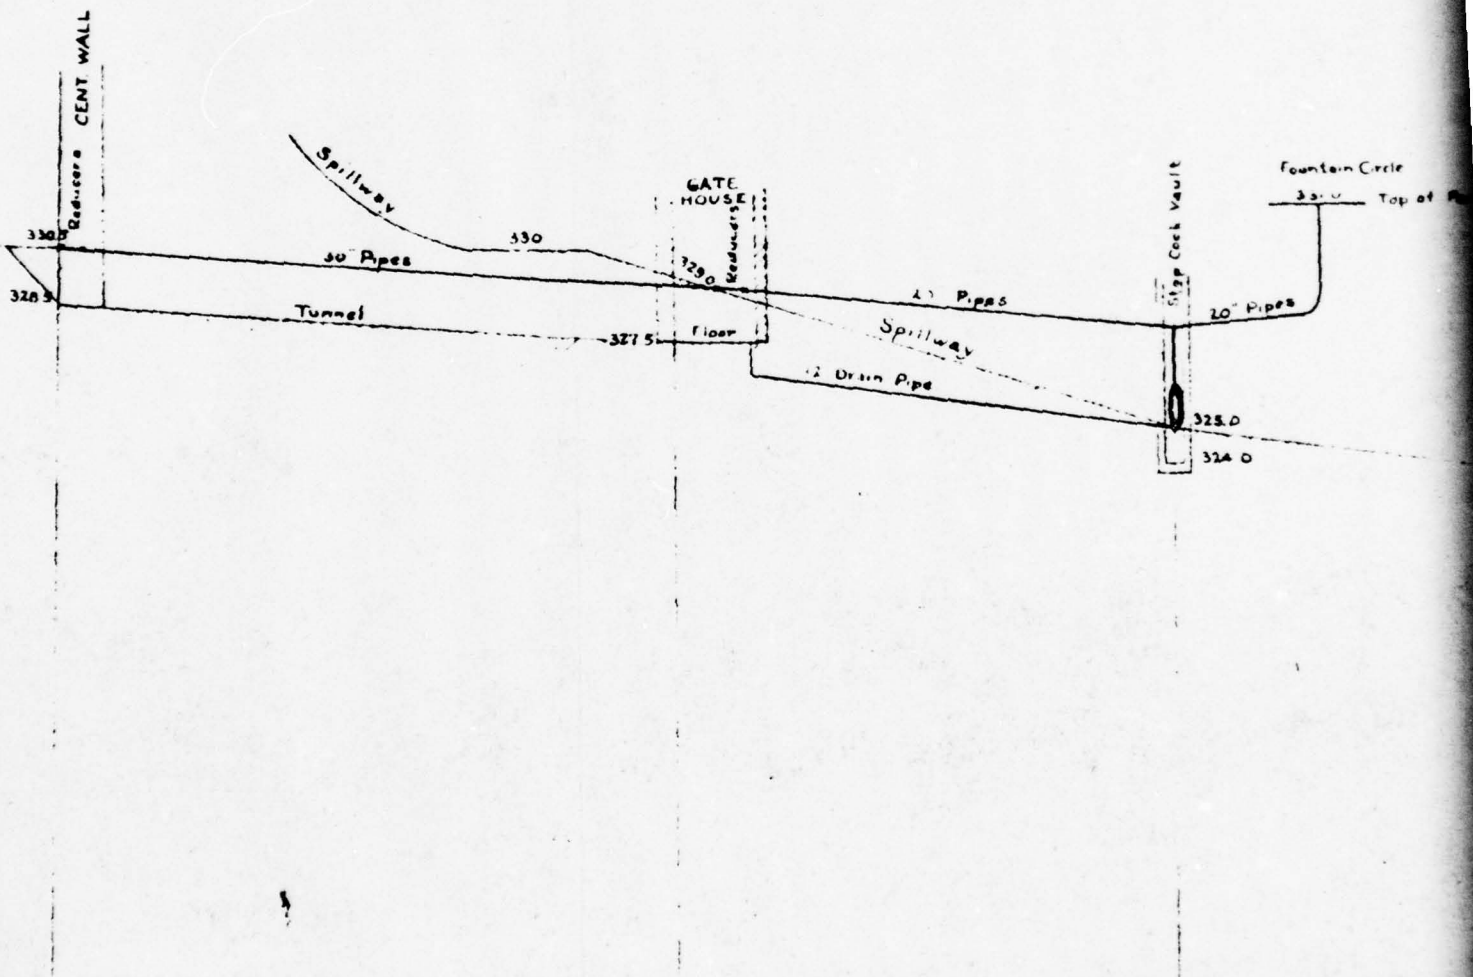 CENT. WALL
Reducers
Spillway
330.5
328.5
30" Pipes
330
Tunnel
GATE
HOUSE
Reducers
329.0
327.5
Floor
Pipes
Spillway
12 Drain Pipe
Stop Cock Vault
20" Pipes
325.0
324.0
Fountain Circle
Top of